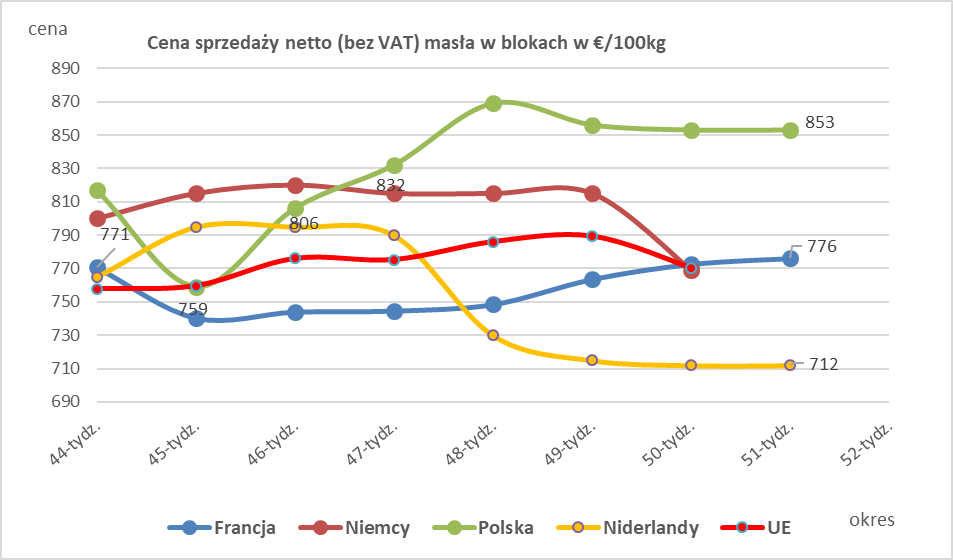 cena
Cena sprzedaży netto (bez VAT) masła w blokach w €/100kg
890
870
850
830
810
790
770
750
730
710
690
771
759
806
832
853
776
712
44-tydz.
45-tydz.
46-tydz.
47-tydz.
48-tydz.
49-tydz.
50-tydz.
51-tydz.
52-tydz.
Francja Niemcy Polska Niderlandy UE
okres